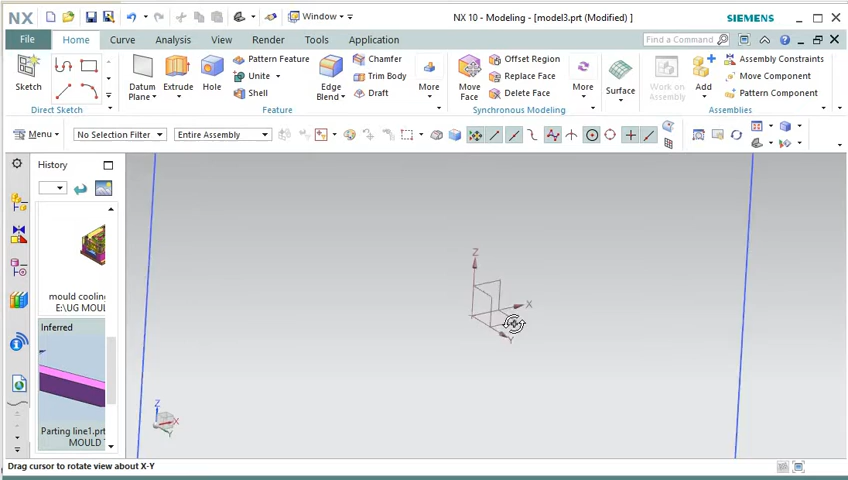 NX
Window
NX 10 - Modeling - [model3.prt (Modified) ]
SIEMENS
File
Home
Curve
Analysis
View
Render
Tools
Application
Find a Command
Sketch
Direct Sketch
Datum
Plane
Extrude
Hole
Pattern Feature
Unite
Shell
Edge
Blend
Chamfer
Trim Body
Draft
More
Feature
Move
Face
Offset Region
Replace Face
Delete Face
More
Synchronous Modeling
Surface
Work on
Assembly
Add
Assembly Constraints
Move Component
Pattern Component
Assemblies
Menu
No Selection Filter
Entire Assembly
History
mould cooling
E:\UG MOUL
Inferred
Parting line1.prt
MOULD T
Z
X
Y
Z
X
Y
Drag cursor to rotate view about X-Y